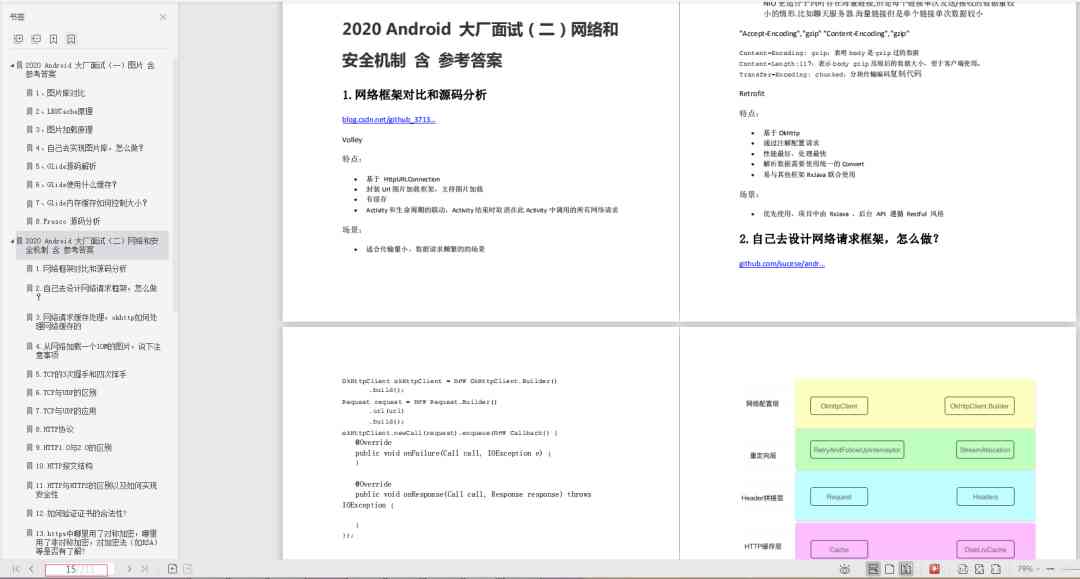 书签
2020 Android 大厂面试（一）图片 含
参考答案
1、图片库对比
2、LRUCache原理
3、图片加载原理
4、自己去实现图片库，怎么做？
5、Glide源码解析
6、Glide使用什么缓存？
7、Glide内存缓存如何控制大小？
8、Fresco 源码分析
2020 Android 大厂面试（二）网络和安
全机制 含 参考答案
1.网络框架对比和源码分析
2.自己去设计网络请求框架，怎么做
？
3.网络请求缓存处理，okhttp如何处
理网络缓存的
4.从网络加载一个10M的图片，说下注
意事项
5.TCP的3次握手和四次挥手
6.TCP与UDP的区别
7.TCP与UDP的应用
8.HTTP协议
9.HTTP1.0与2.0的区别
10.HTTP报文结构
11.HTTP与HTTPS的区别以及如何实现
安全性
12.如何验证证书的合法性?
13.https中哪里用了对称加密，哪里
用了非对称加密，对加密法（如RSA）
等是否有了解?
2020 Android 大厂面试（二）网络和
安全机制 含 参考答案
1.网络框架对比和源码分析
blog.csdn.net/github_3713…
Volley
特点：
基于 HttpURLConnection
封装 Url 图片加载框架，支持图片加载
有缓存
Activity 和生命周期的联动，Activity 结束时取消在此 Activity 中调用的所有网络请求
场景：
适合传输量小，数据请求频繁的的场景
小的情形,比如聊天服务器,海量链接但是单个链接单次数据较小
"Accept-Encoding","gzip" "Content-Encoding","gzip"
Content-Encoding: gzip；表明 body 是 gzip 过的数据
Content-Length:117；表示 body gzip 压缩后的数据大小，便于客户端使用。
Transfer-Encoding: chunked；分块传输编码复制代码
Retrofit
特点：
基于 OkHttp
通过注解配置请求
性能最好，处理最快
解析数据需要使用统一的 Convert
易与其他框架 RxJava 联合使用
场景：
优先使用，项目中由 RxJava ，后台 API 遵循 Restful 风格
2.自己去设计网络请求框架，怎么做？
github.com/sucese/andr…
OkHttpClient okHttpClient = new OkHttpClient.Builder()
.build();
Request request = new Request.Builder()
.url(url)
.build();
okHttpClient.newCall(request).enqueue(new Callback() {
@Override
public void onFailure(Call call, IOException e) {
}
@Override
public void onResponse(Call call, Response response) throws
IOException {
}
});
网络配置层
OkHttpClient
OkHttpClient.Builder
重定向层
RetryAndFollowUpInterceptor
StreamAllocation
Header拼接层
Request
Headers
HTTP缓存层
Cache
DiskLruCache
15
79%